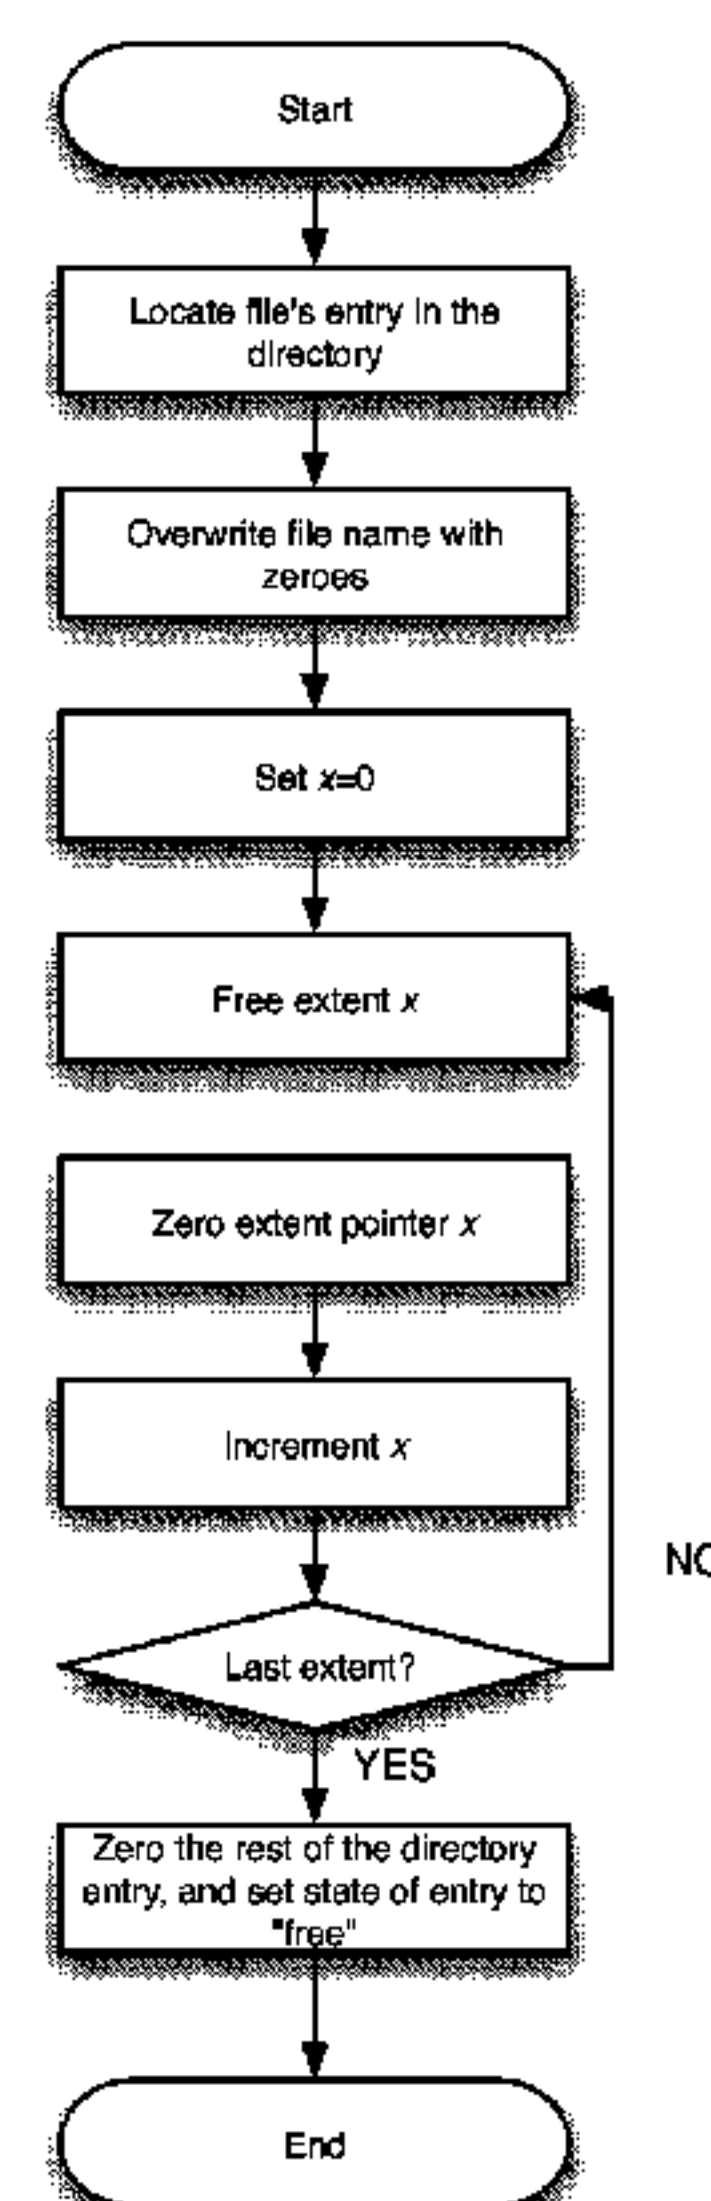 Start
Locate file's entry in the
directory
Overwrite file name with
zeroes
Set x=0
Free extent x
Zero extent pointer x
Increment x
NO
Last extent?
YES
Zero the rest of the directory
entry, and set state of entry to
"free"
End